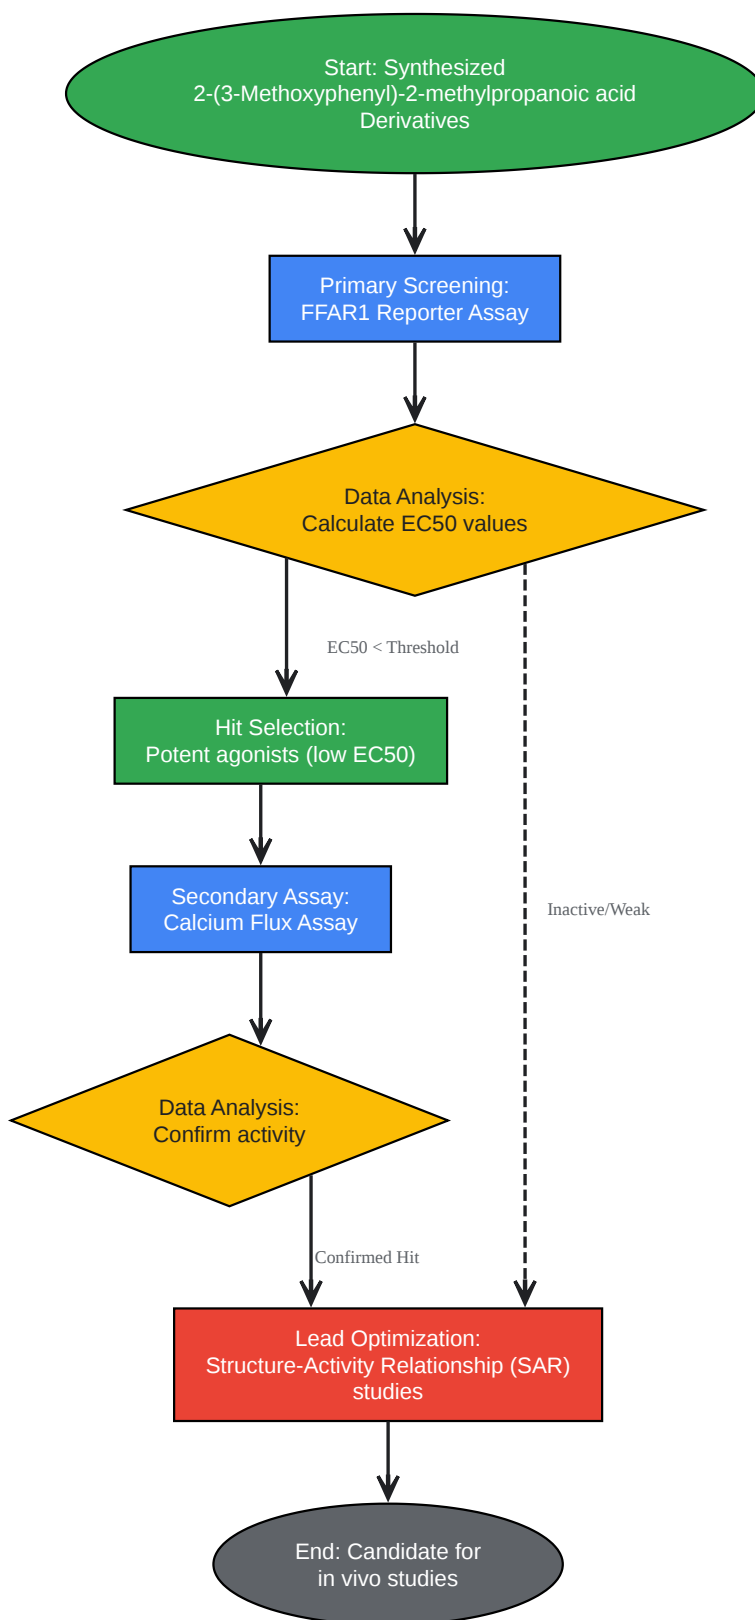 Start: Synthesized
2-(3-Methoxyphenyl)-2-methylpropanoic acid
Derivatives
Primary Screening:
FFAR1 Reporter Assay
Data Analysis:
Calculate EC50 values
EC50 < Threshold
Hit Selection:
Potent agonists (low EC50)
Secondary Assay:
Calcium Flux Assay
Inactive/Weak
Data Analysis:
Confirm activity
Confirmed Hit
Lead Optimization:
Structure-Activity Relationship (SAR)
studies
End: Candidate for
in vivo studies